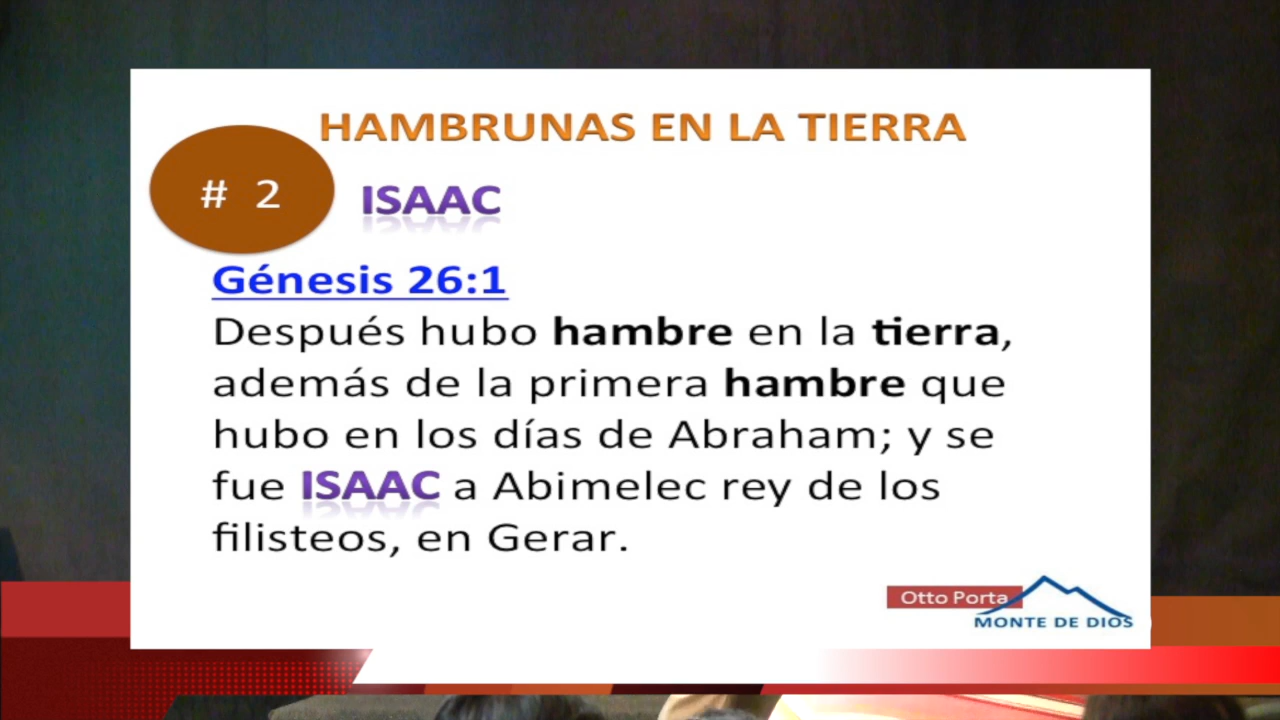 HAMBRUNAS EN LA TIERRA
# 2
ISAAC
Génesis 26:1
Después hubo hambre en la tierra,
además de la primera hambre que
hubo en los días de Abraham; y se
fue ISAAC a Abimelec rey de los
filisteos, en Gerar.
Otto Porta
MONTE DE DIOS